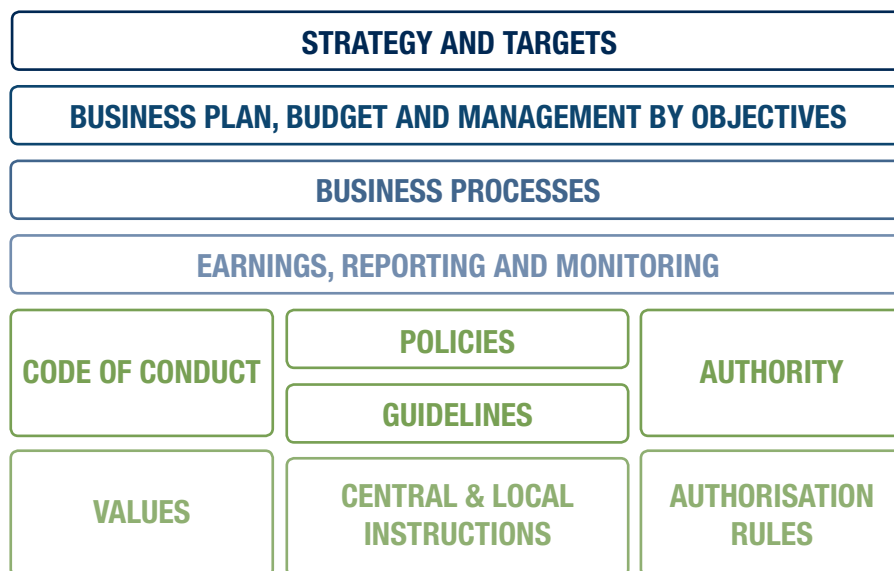 STRATEGY AND TARGETS
BUSINESS PLAN, BUDGET AND MANAGEMENT BY OBJECTIVES
BUSINESS PROCESSES
EARNINGS, REPORTING AND MONITORING
CODE OF CONDUCT
POLICIES
GUIDELINES
AUTHORITY
VALUES
CENTRAL & LOCAL
INSTRUCTIONS
AUTHORISATION
RULES